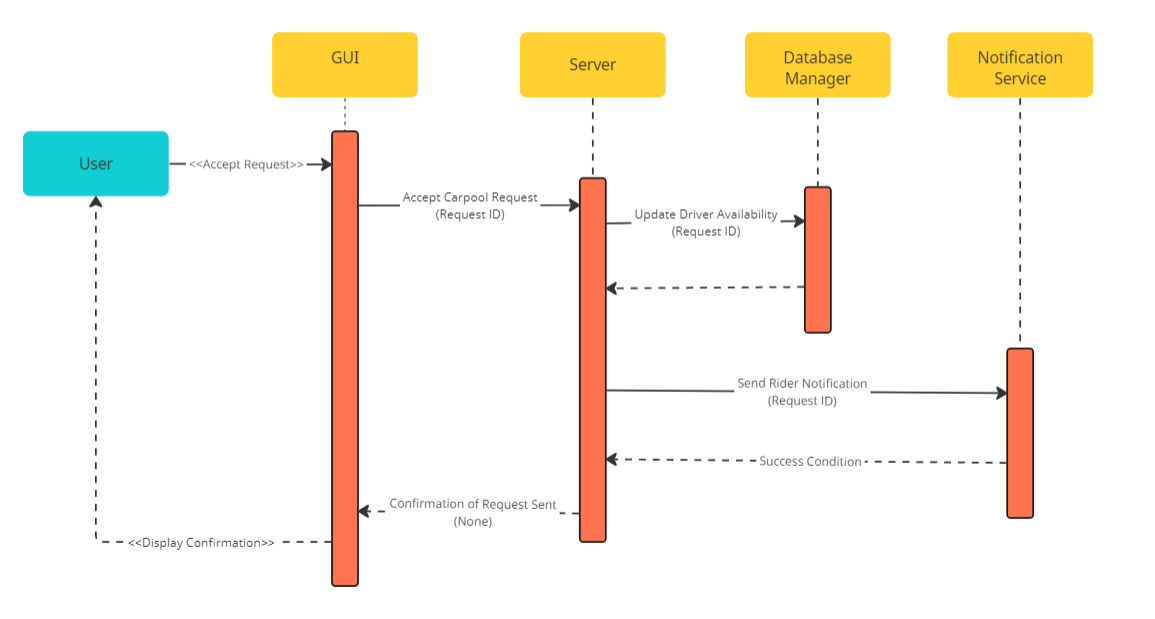 GUI
Server
Database
Manager
Notification
Service
User
<<Accept Request>>
Accept Carpool Request
(Request ID)
Update Driver Availability
(Request ID)
Send Rider Notification
(Request ID)
Success Condition
Confirmation of Request Sent
(None)
<<Display Confirmation>>